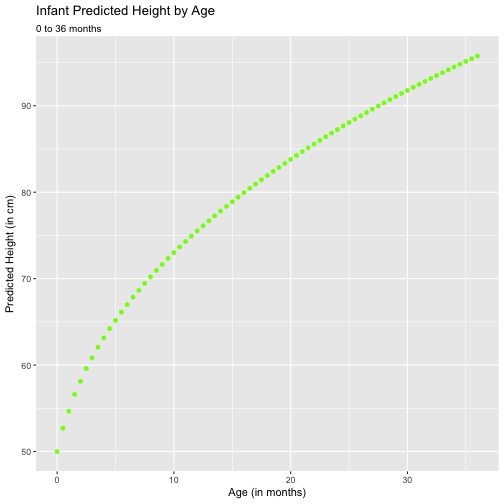 Infant Predicted Height by Age
0 to 36 months
90
80
70
60
50
Predicted Height (in cm)
0 10 20 30
Age (in months)